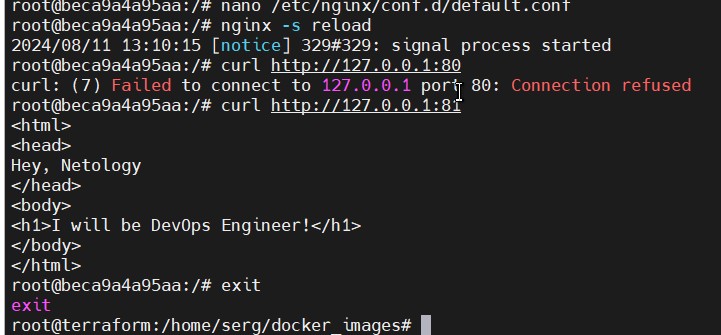 root@beca9a4a95aa:/# nano /etc/nginx/conf.d/default.conf
root@beca9a4a95aa:/# nginx -s reload
2024/08/11 13:10:15 [notice] 329#329: signal process started
root@beca9a4a95aa:/# curl http://127.0.0.1:80
curl: (7) Failed to connect to 127.0.0.1 port 80: Connection refused
root@beca9a4a95aa:/# curl http://127.0.0.1:81
<html>
<head>
Hey, Netology
</head>
<body>
<h1>I will be DevOps Engineer!</h1>
</body>
</html>
root@beca9a4a95aa:/# exit
exit
root@terraform:/home/serg/docker_images#